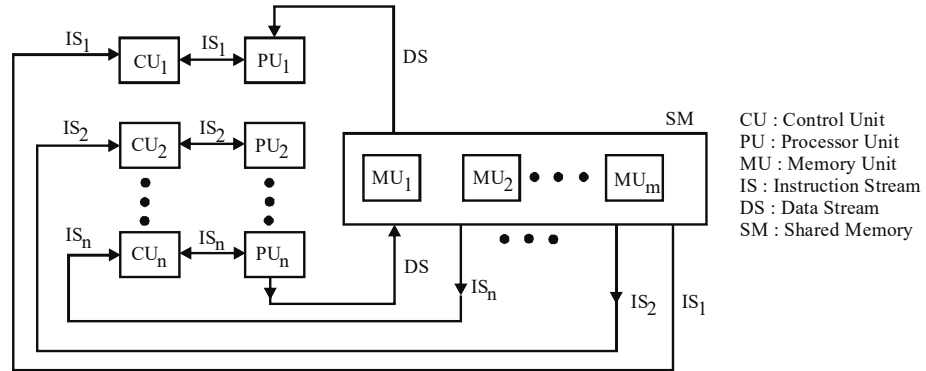 IS1
CU1
IS1
PU1
DS
IS2
CU2
IS2
PU2
SM
MU1
MU2
MUm
ISn
CUn
ISn
PUn
DS
ISn
IS2
IS1
CU : Control Unit
PU : Processor Unit
MU : Memory Unit
IS : Instruction Stream
DS : Data Stream
SM : Shared Memory